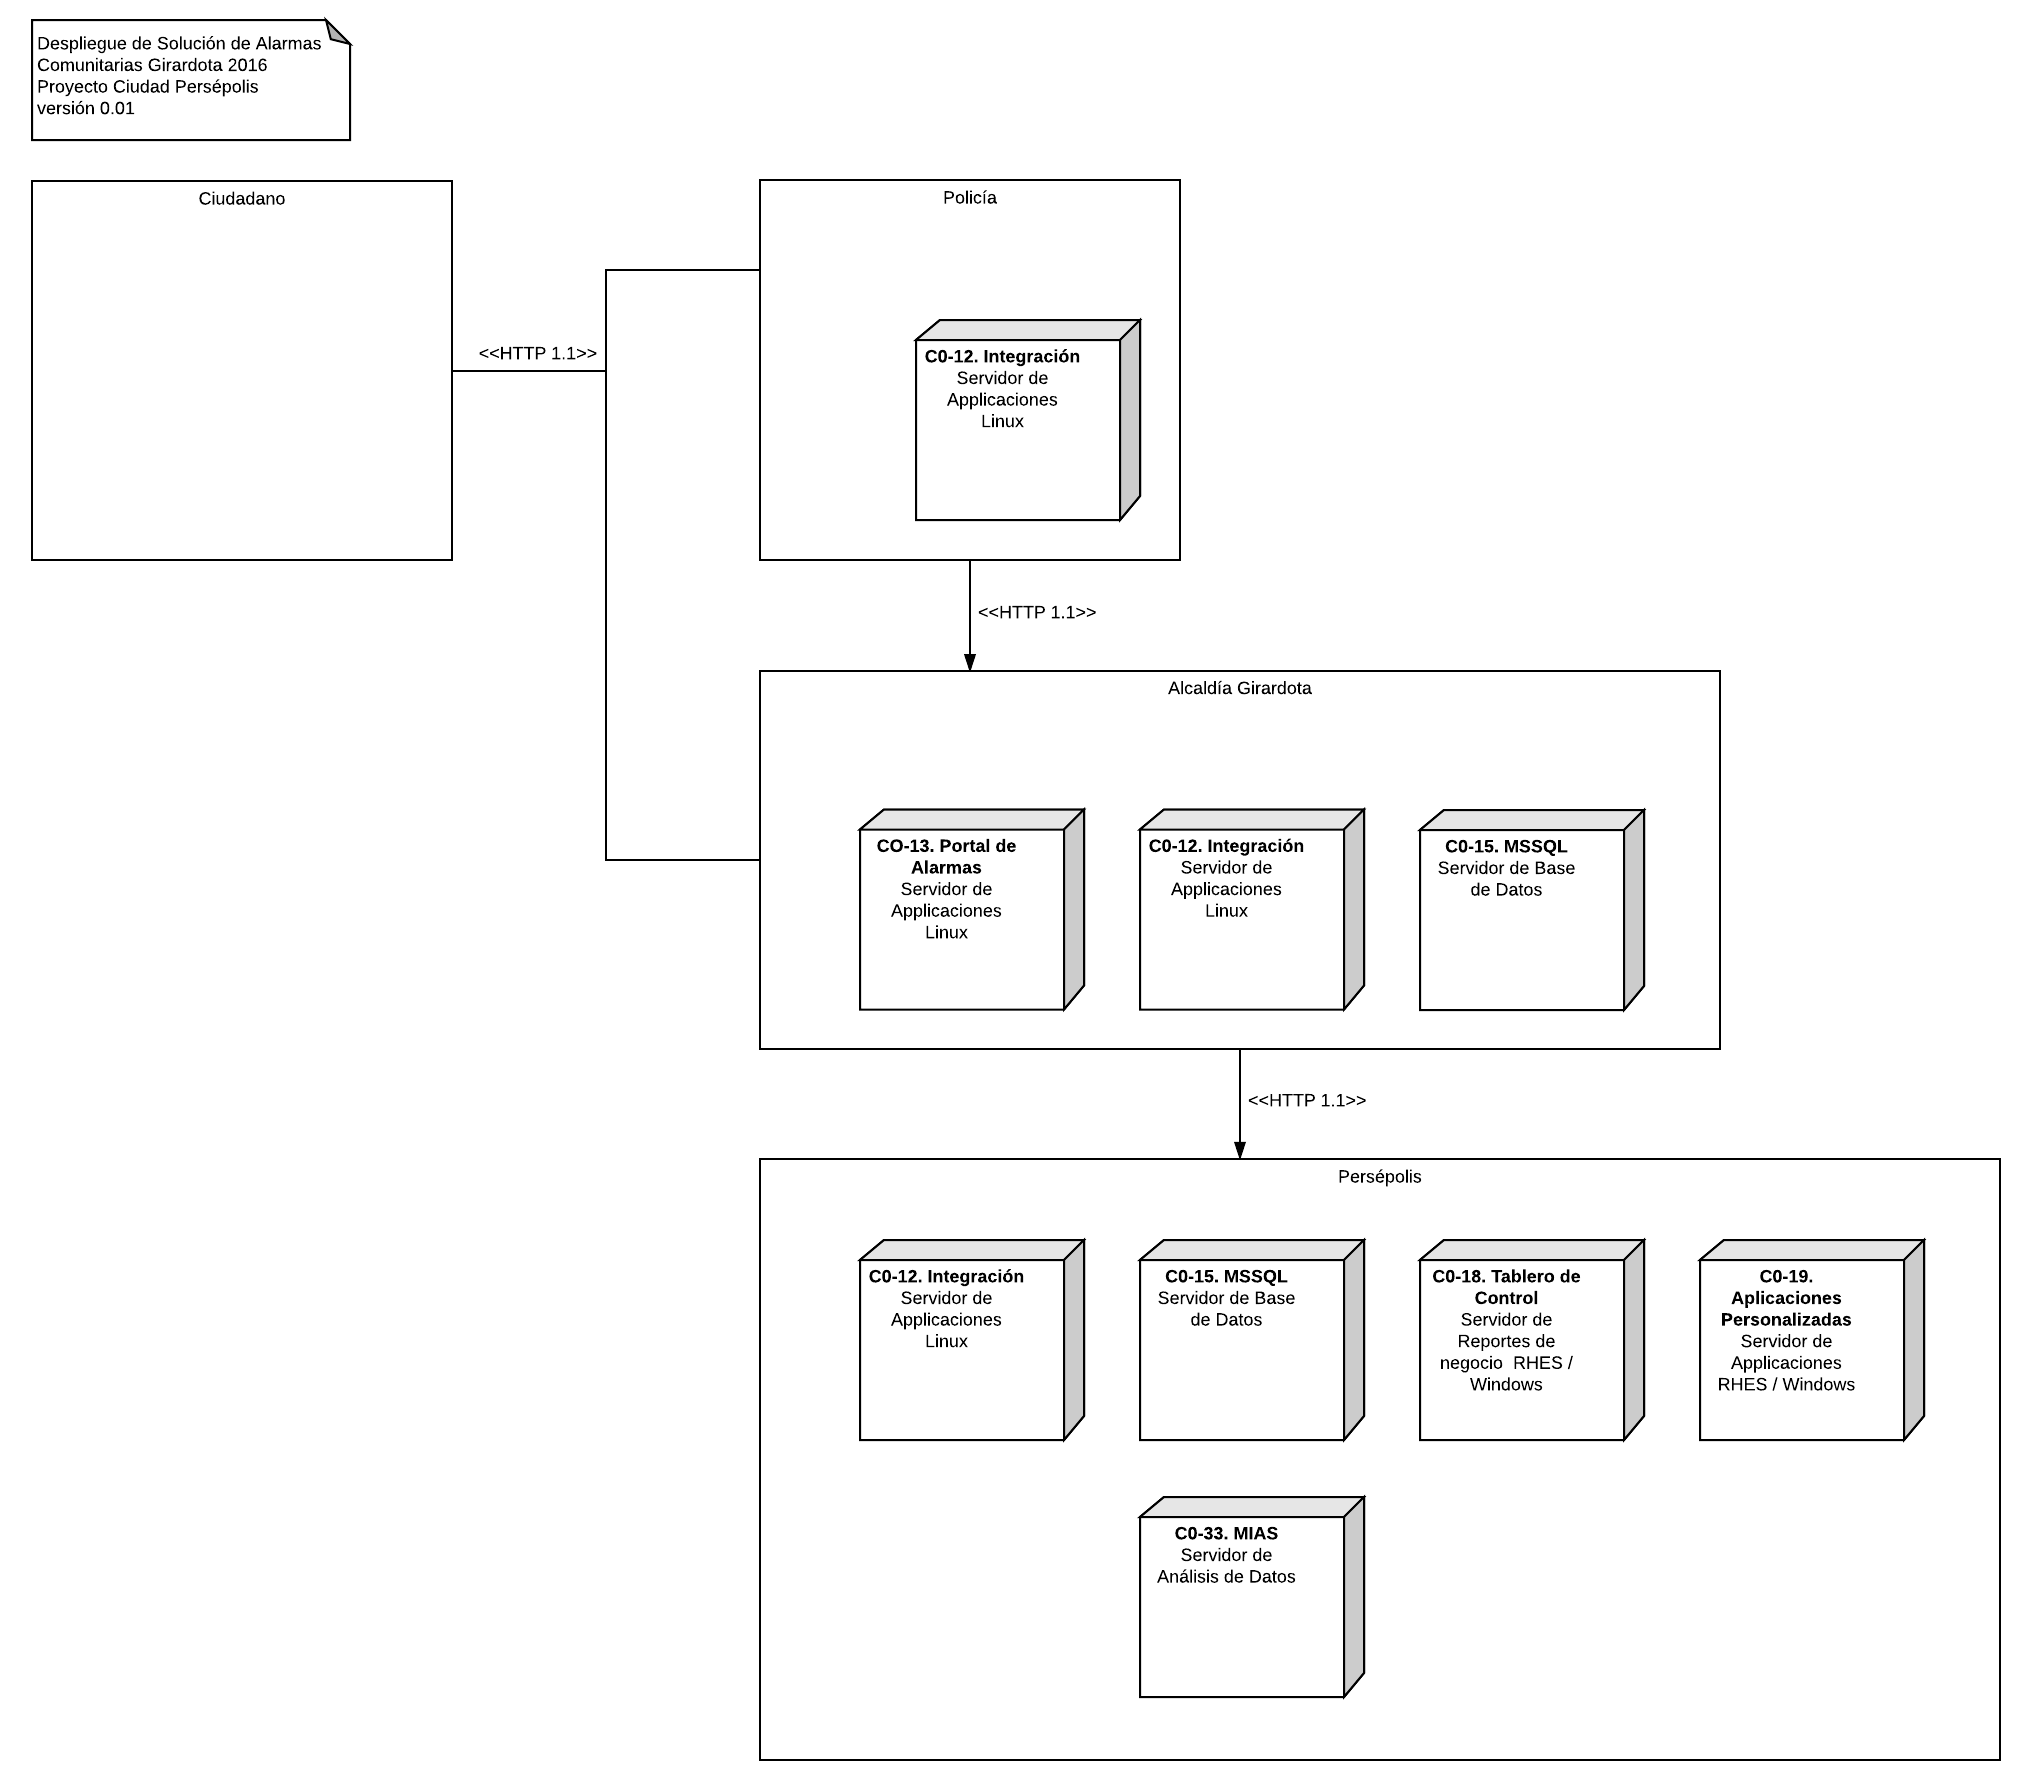 Despliegue de Solución de Alarmas
Comunitarias Girardota 2016
Proyecto Ciudad Persépolis
versión 0.01
Ciudadano
Policía
<<HTTP 1.1>>
C0-12. Integración
Servidor de
Applicaciones
Linux
<<HTTP 1.1>>
Alcaldía Girardota
CO-13. Portal de
Alarmas
Servidor de
Applicaciones
Linux
C0-12. Integración
Servidor de
Applicaciones
Linux
C0-15. MSSQL
Servidor de Base
de Datos
<<HTTP 1.1>>
Persépolis
C0-12. Integración
Servidor de
Applicaciones
Linux
C0-15. MSSQL
Servidor de Base
de Datos
C0-18. Tablero de
Control
Servidor de
Reportes de
negocio  RHES /
Windows
C0-19.
Aplicaciones
Personalizadas
Servidor de
Applicaciones
RHES / Windows
C0-33. MIAS
Servidor de
Análisis de Datos